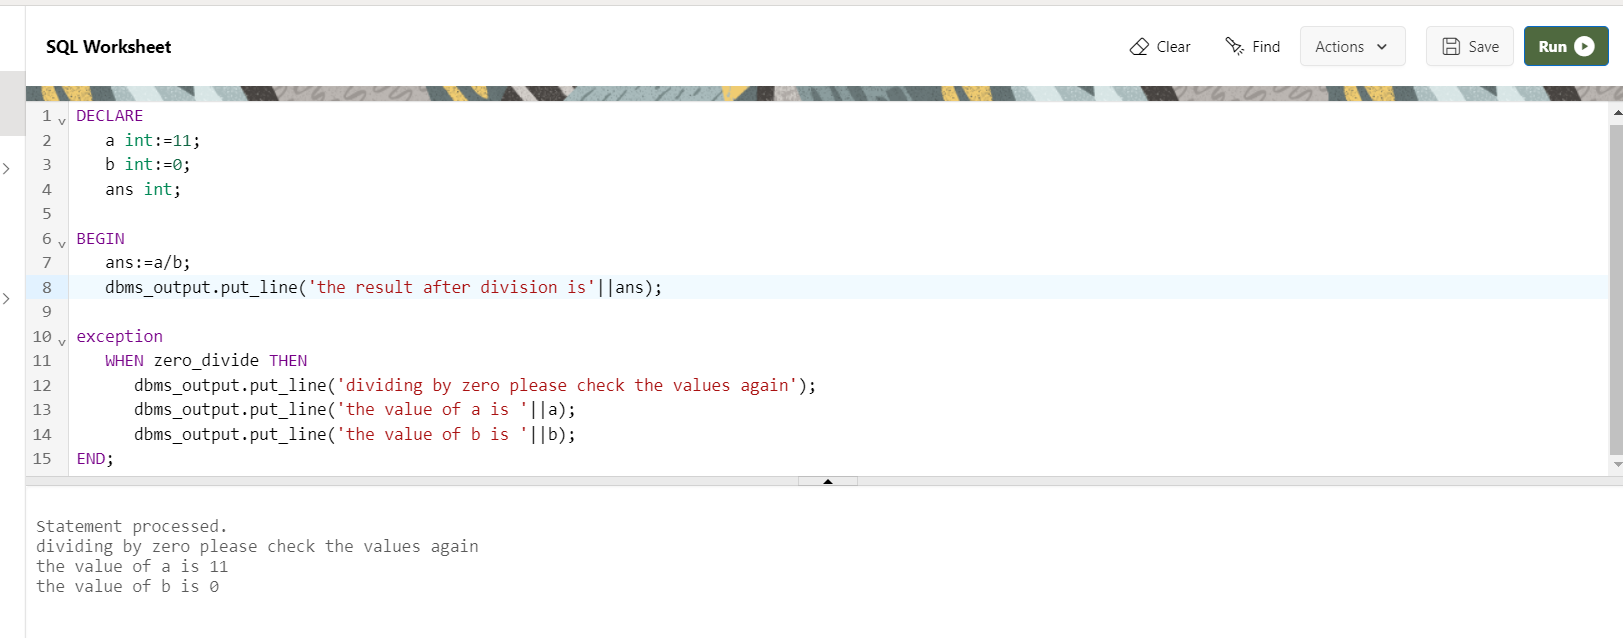 SQL Worksheet
Clear Find Actions Save Run
1 DECLARE
2 a int:=11;
3 b int:=0;
4 ans int;
5
6 BEGIN
7 ans:=a/b;
8 dbms_output.put_line('the result after division is'||ans);
9
10 exception
11 WHEN zero_divide THEN
12 dbms_output.put_line('dividing by zero please check the values again');
13 dbms_output.put_line('the value of a is '||a);
14 dbms_output.put_line('the value of b is '||b);
15 END;
Statement processed.
dividing by zero please check the values again
the value of a is 11
the value of b is 0